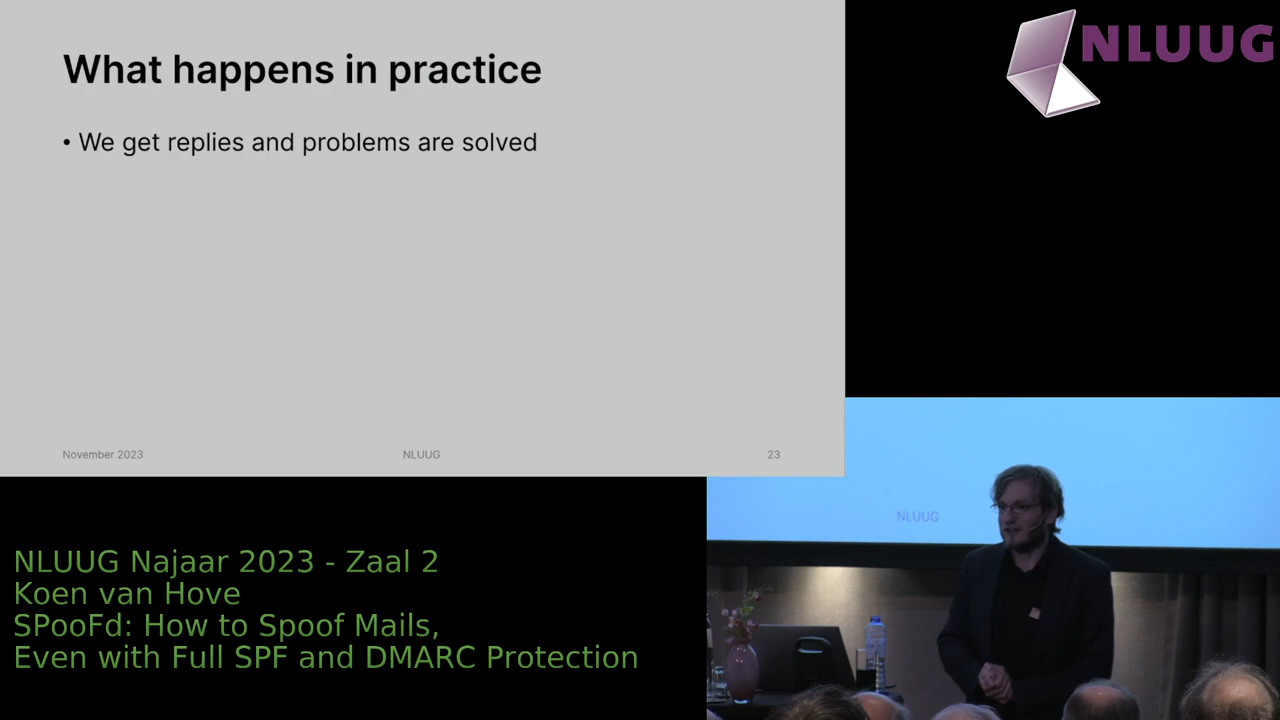 What happens in practice
• We get replies and problems are solved
November 2023 NLUUG 23
NLUUG
NLUUG
NLUUG Najaar 2023 - Zaal 2
Koen van Hove
SPooFd: How to Spoof Mails,
Even with Full SPF and DMARC Protection